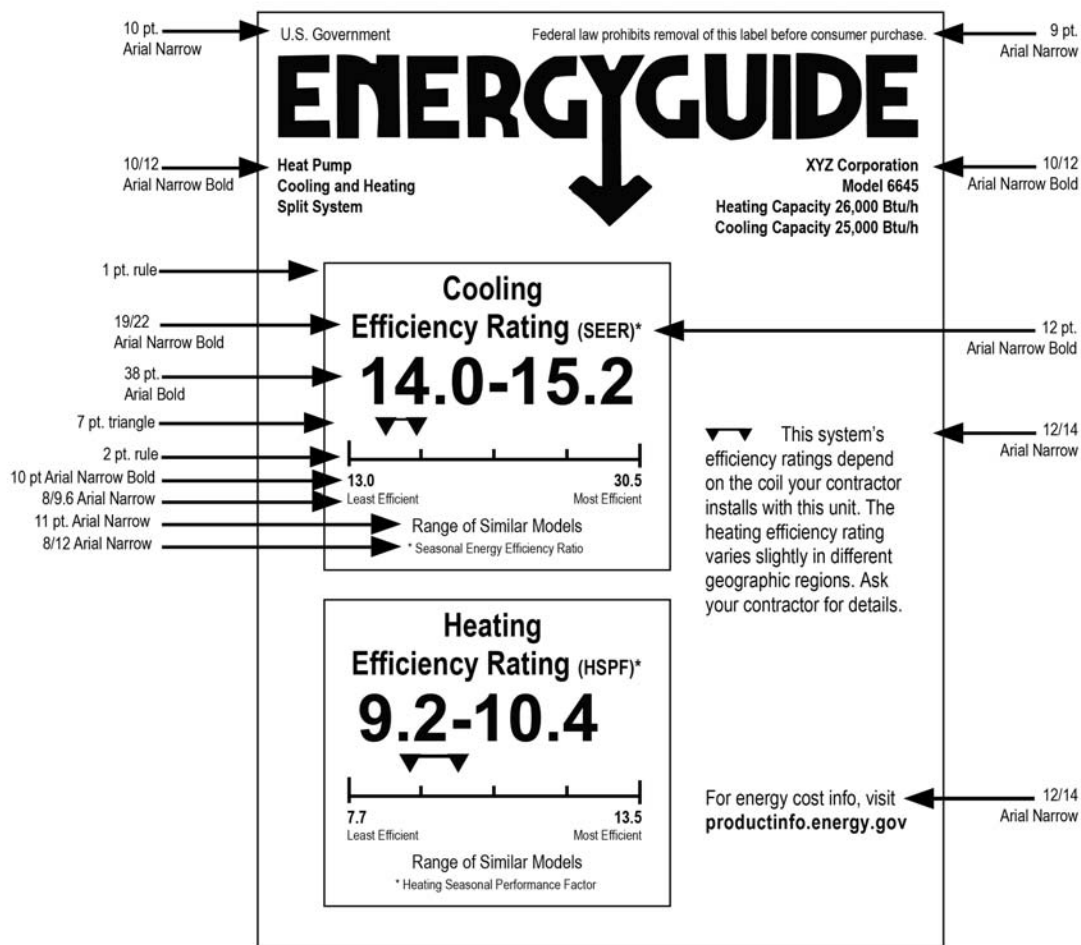 10 pt.
Arial Narrow
U.S. Government
Federal law prohibits removal of this label before consumer purchase.
9 pt.
Arial Narrow
ENERGYGUIDE
10/12
Arial Narrow Bold
Heat Pump
Cooling and Heating
Split System
XYZ Corporation
Model 6645
Heating Capacity 26,000 Btu/h
Cooling Capacity 25,000 Btu/h
10/12
Arial Narrow Bold
1 pt. rule
19/22
Arial Narrow Bold
38 pt.
Arial Bold
7 pt. triangle
2 pt. rule
10 pt Arial Narrow Bold
8/9.6 Arial Narrow
11 pt. Arial Narrow
8/12 Arial Narrow
Cooling
Efficiency Rating (SEER)*
14.0-15.2
13.0
30.5
Least Efficient
Most Efficient
Range of Similar Models
* Seasonal Energy Efficiency Ratio
12 pt.
Arial Narrow Bold
This system's
efficiency ratings depend
on the coil your contractor
installs with this unit. The
heating efficiency rating
varies slightly in different
geographic regions. Ask
your contractor for details.
12/14
Arial Narrow
Heating
Efficiency Rating (HSPF)*
9.2-10.4
7.7
13.5
Least Efficient
Most Efficient
Range of Similar Models
* Heating Seasonal Performance Factor
For energy cost info, visit
productinfo.energy.gov
12/14
Arial Narrow